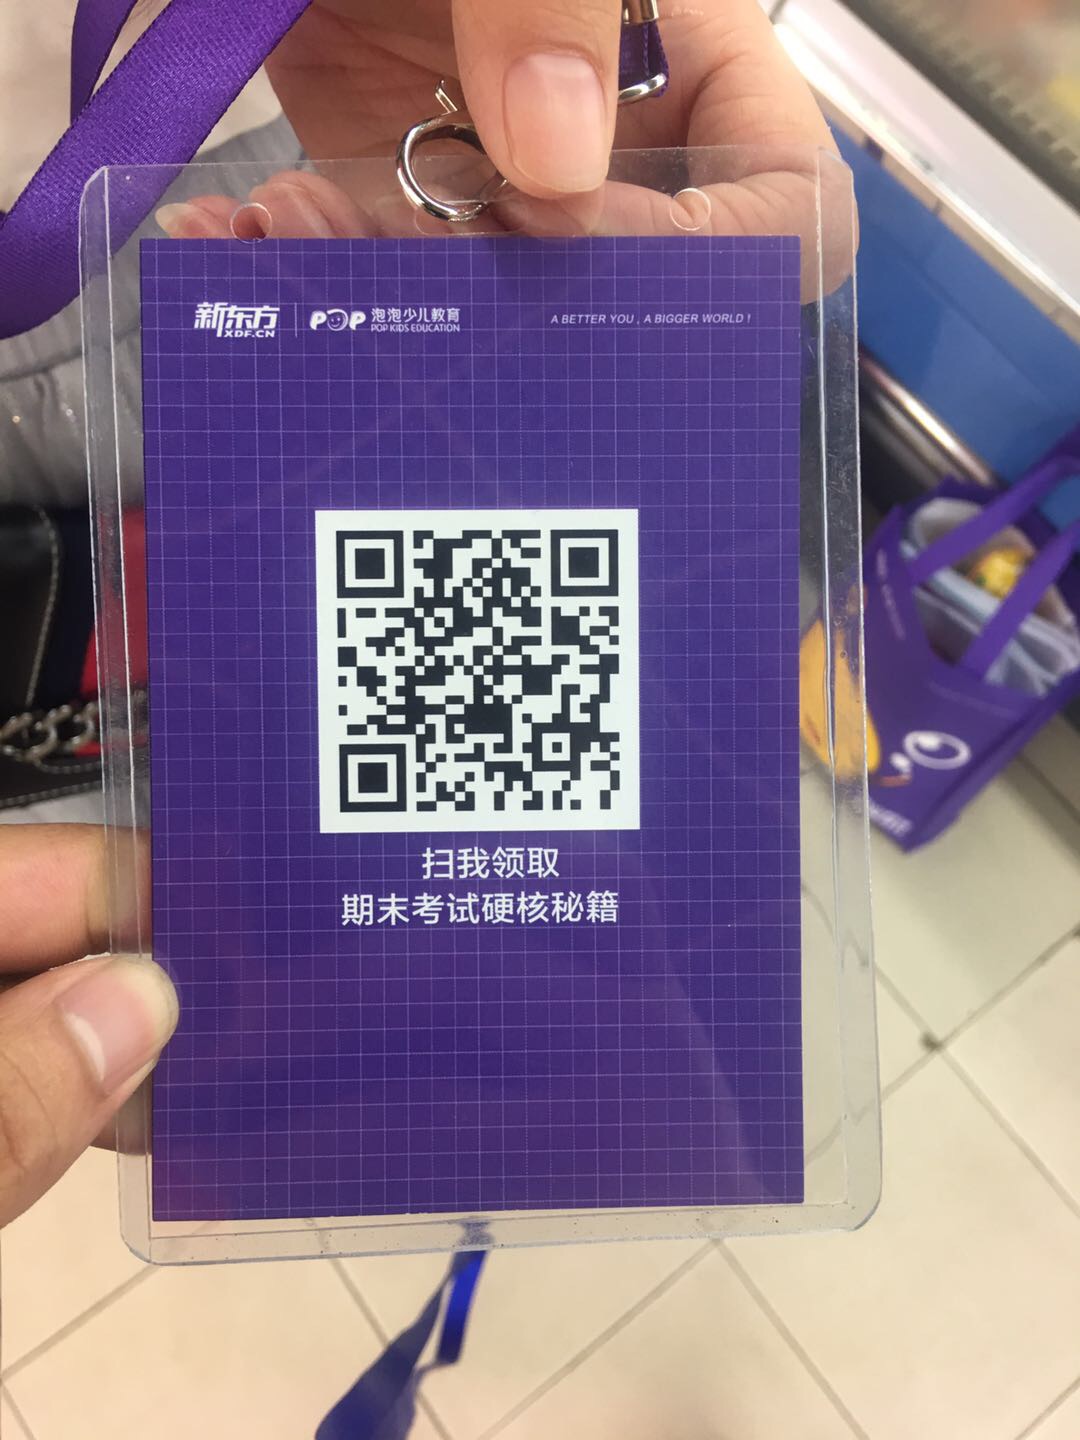 新东方
XDF.CN
POP
泡泡少儿教育
POP KIDS EDUCATION
A BETTER YOU , A BIGGER WORLD !
扫我领取
期末考试硬核秘籍